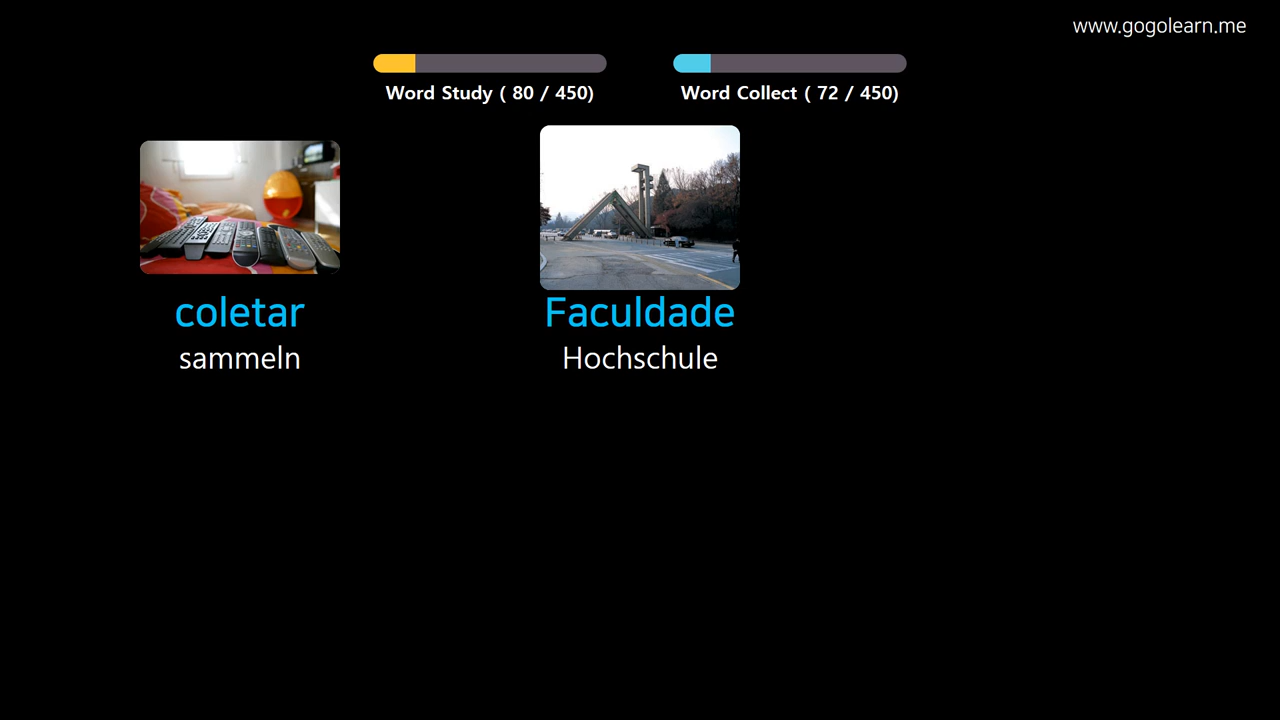 www.gogolearn.me
Word Study ( 80 / 450)
Word Collect ( 72 / 450)
coletar
sammeln
Faculdade
Hochschule